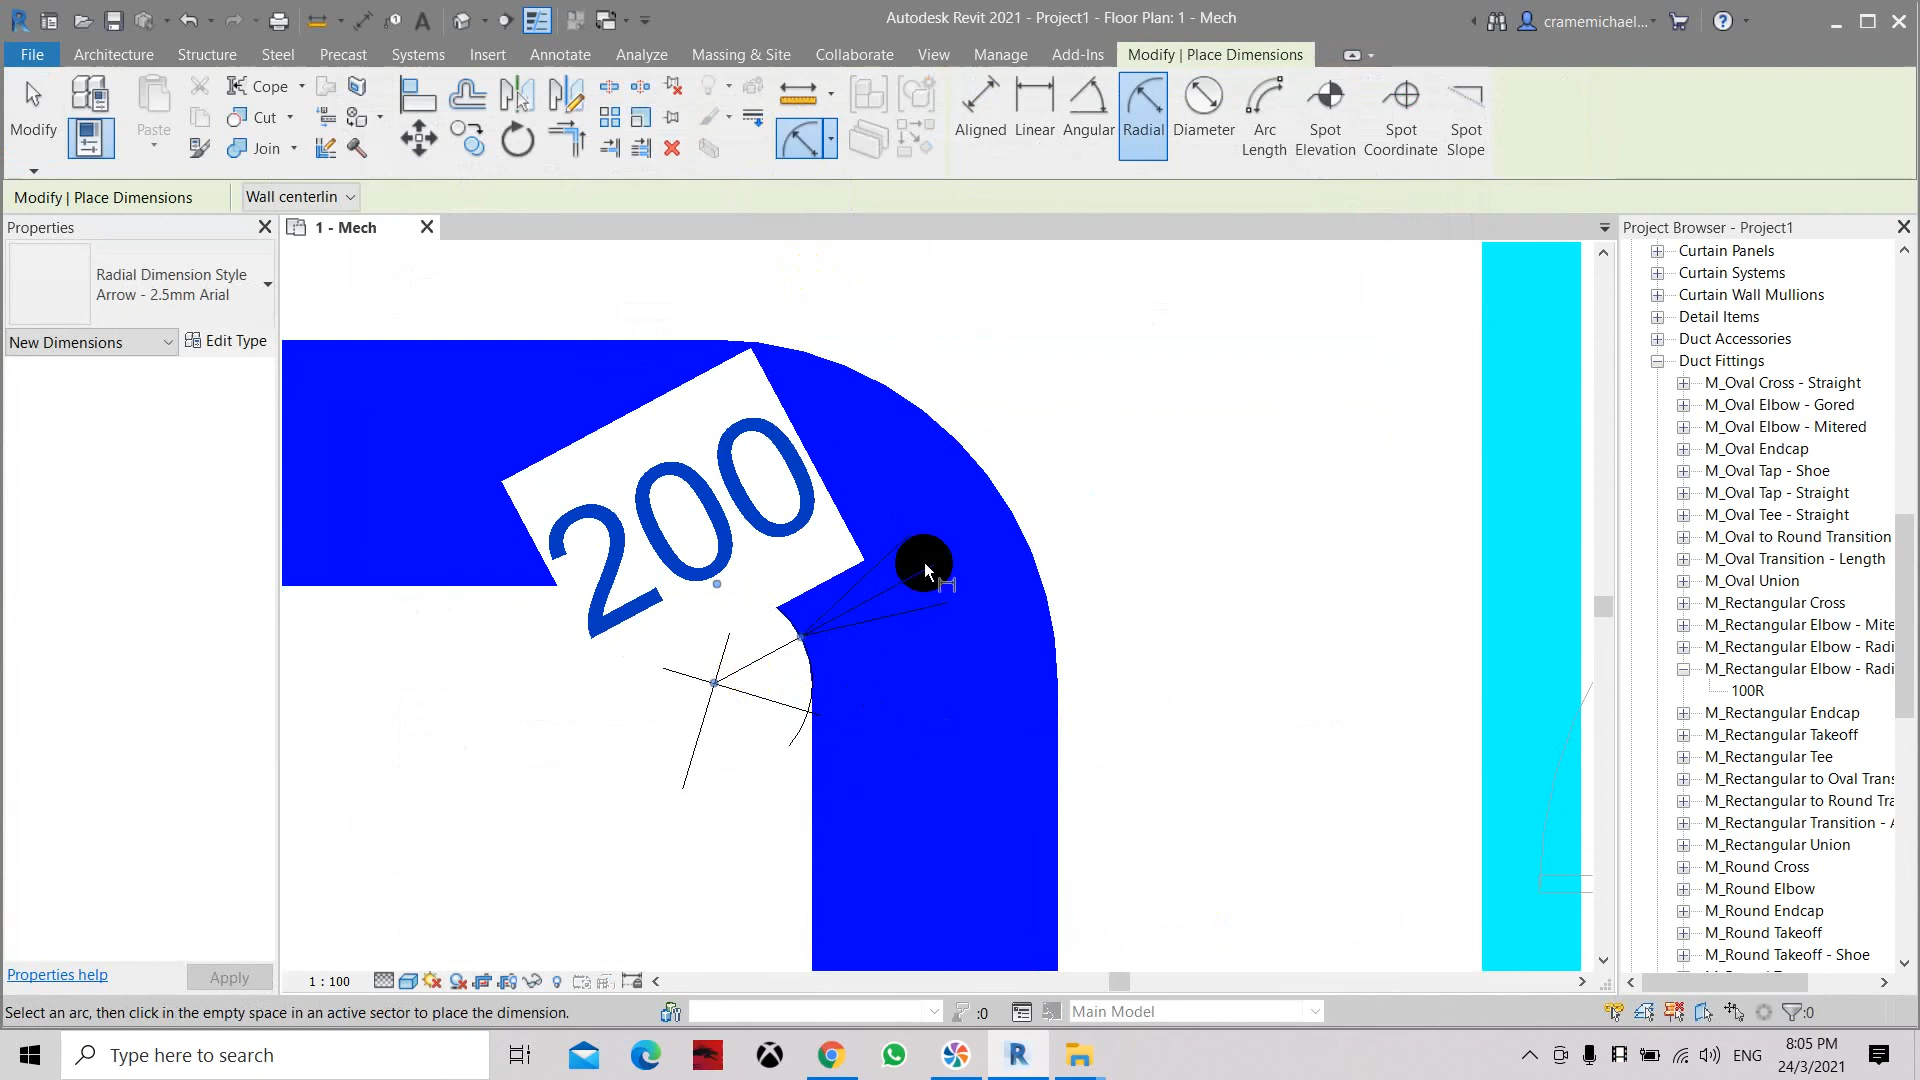 Autodesk Revit 2021 - Project1 - Floor Plan: 1 - Mech
cramemichael...
File Architecture Structure Steel Precast Systems Insert Annotate Analyze Massing & Site Collaborate View Manage Add-Ins Modify | Place Dimensions
Modify
Paste
Cope
Cut
Join
Aligned Linear Angular Radial Diameter Arc Length Spot Elevation Spot Coordinate Spot Slope
Modify | Place Dimensions Wall centerlin
Properties
1 - Mech
Project Browser - Project1
Radial Dimension Style
Arrow - 2.5mm Arial
New Dimensions Edit Type
200
Curtain Panels
Curtain Systems
Curtain Wall Mullions
Detail Items
Duct Accessories
Duct Fittings
M_Oval Cross - Straight
M_Oval Elbow - Gored
M_Oval Elbow - Mitered
M_Oval Endcap
M_Oval Tap - Shoe
M_Oval Tap - Straight
M_Oval Tee - Straight
M_Oval to Round Transition
M_Oval Transition - Length
M_Oval Union
M_Rectangular Cross
M_Rectangular Elbow - Mite
M_Rectangular Elbow - Radi
M_Rectangular Elbow - Radi
100R
M_Rectangular Endcap
M_Rectangular Takeoff
M_Rectangular Tee
M_Rectangular to Oval Trans
M_Rectangular to Round Tra
M_Rectangular Transition - A
M_Rectangular Union
M_Round Cross
M_Round Elbow
M_Round Endcap
M_Round Takeoff
M_Round Takeoff - Shoe
Properties help Apply
1 : 100
Select an arc, then click in the empty space in an active sector to place the dimension.
:0
Main Model
:0
Type here to search
ENG
8:05 PM
24/3/2021